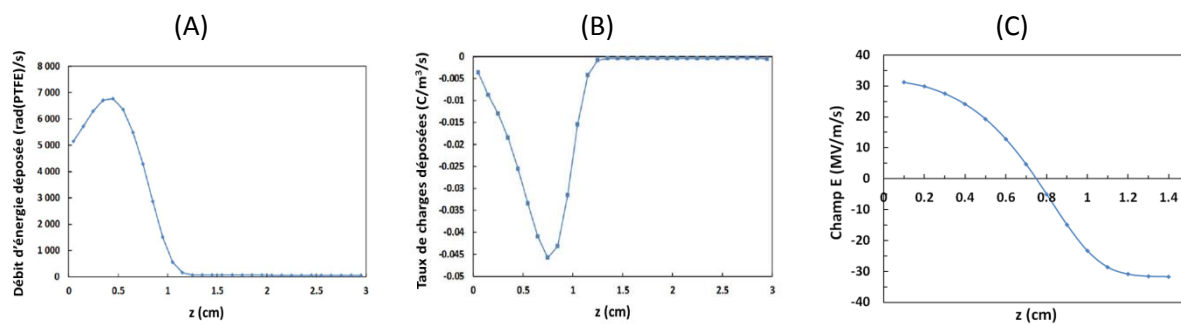 (A)
Débit d'énergie déposée (rad(PTFE)/s)
8 000
7 000
6 000
5 000
4 000
3 000
2 000
1 000
0
0 0.5 1 1.5 2 2.5 3
z (cm)
(B)
Taux de charges déposées (C/m³/s)
0
-0.005
-0.01
-0.015
-0.02
-0.025
-0.03
-0.035
-0.04
-0.045
-0.05
0 0.5 1 1.5 2 2.5 3
z (cm)
(C)
Champ E (MV/m/s)
40
30
20
10
0
-10
-20
-30
-40
0 0.2 0.4 0.6 0.8 1 1.2 1.4
z (cm)